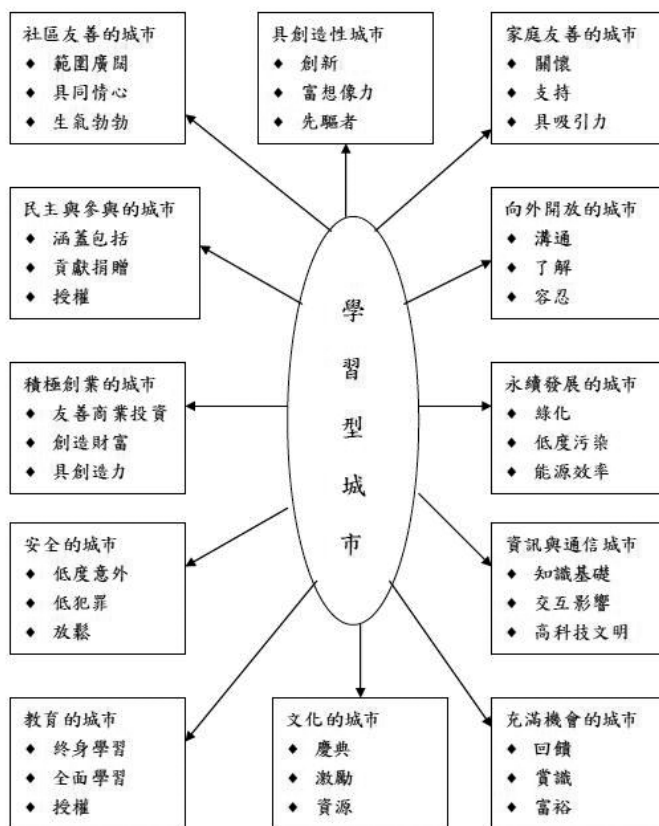 社區友善的城市
◆ 範圍廣闊
◆ 具同情心
◆ 生氣勃勃
具創造性城市
◆ 創新
◆ 富想像力
◆ 先驅者
家庭友善的城市
◆ 關懷
◆ 支持
◆ 具吸引力
民主與參與的城市
◆ 涵蓋包括
◆ 貢獻捐贈
◆ 授權
向外開放的城市
◆ 溝通
◆ 了解
◆ 容忍
學習型城市
積極創業的城市
◆ 友善商業投資
◆ 創造財富
◆ 具創造力
永續發展的城市
◆ 綠化
◆ 低度污染
◆ 能源效率
安全的城市
◆ 低度意外
◆ 低犯罪
◆ 放鬆
資訊與通信城市
◆ 知識基礎
◆ 交互影響
◆ 高科技文明
教育的城市
◆ 終身學習
◆ 全面學習
◆ 授權
文化的城市
◆ 慶典
◆ 激勵
◆ 資源
充滿機會的城市
◆ 回饋
◆ 賞識
◆ 富裕